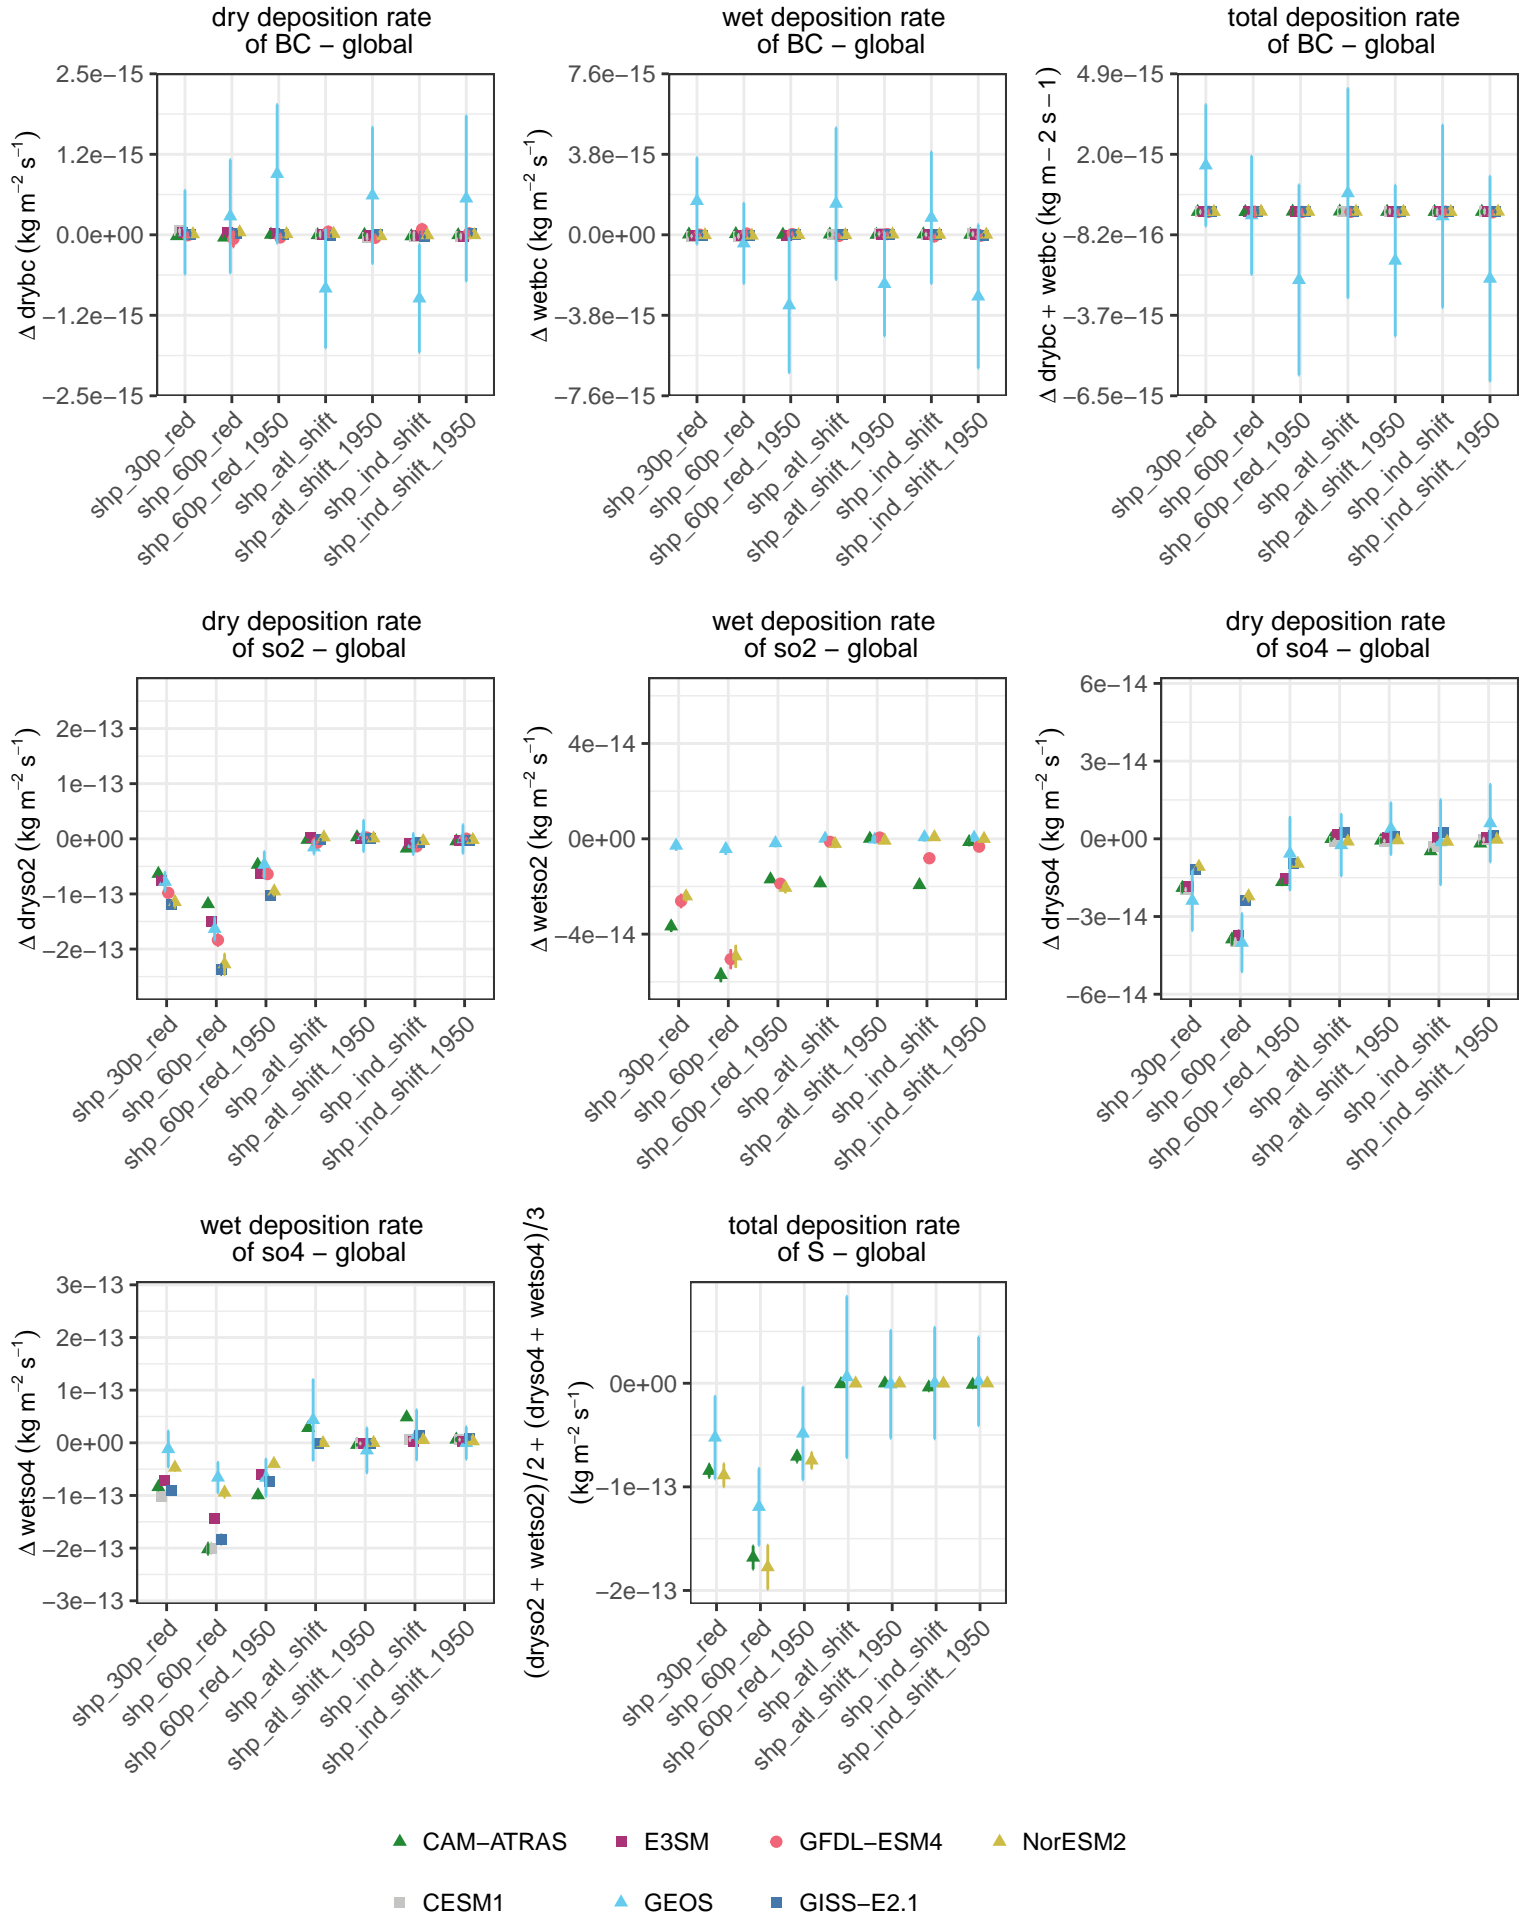 dry deposition rate
of BC − global
Δ drybc (kg m−2 s−1)
2.5e−15
1.2e−15
0.0e+00
−1.2e−15
−2.5e−15
shp_30p_red
shp_60p_red
shp_60p_red_1950
shp_atl_shift
shp_atl_shift_1950
shp_ind_shift
shp_ind_shift_1950
wet deposition rate
of BC − global
Δ wetbc (kg m−2 s−1)
7.6e−15
3.8e−15
0.0e+00
−3.8e−15
−7.6e−15
shp_30p_red
shp_60p_red
shp_60p_red_1950
shp_atl_shift
shp_atl_shift_1950
shp_ind_shift
shp_ind_shift_1950
total deposition rate
of BC − global
Δ drybc + wetbc (kg m − 2 s − 1)
4.9e−15
2.0e−15
−8.2e−16
−3.7e−15
−6.5e−15
shp_30p_red
shp_60p_red
shp_60p_red_1950
shp_atl_shift
shp_atl_shift_1950
shp_ind_shift
shp_ind_shift_1950
dry deposition rate
of so2 − global
Δ dryso2 (kg m−2 s−1)
2e−13
1e−13
0e+00
−1e−13
−2e−13
shp_30p_red
shp_60p_red
shp_60p_red_1950
shp_atl_shift
shp_atl_shift_1950
shp_ind_shift
shp_ind_shift_1950
wet deposition rate
of so2 − global
Δ wetso2 (kg m−2 s−1)
4e−14
0e+00
−4e−14
shp_30p_red
shp_60p_red
shp_60p_red_1950
shp_atl_shift
shp_atl_shift_1950
shp_ind_shift
shp_ind_shift_1950
dry deposition rate
of so4 − global
Δ dryso4 (kg m−2 s−1)
6e−14
3e−14
0e+00
−3e−14
−6e−14
shp_30p_red
shp_60p_red
shp_60p_red_1950
shp_atl_shift
shp_atl_shift_1950
shp_ind_shift
shp_ind_shift_1950
wet deposition rate
of so4 − global
Δ wetso4 (kg m−2 s−1)
3e−13
2e−13
1e−13
0e+00
−1e−13
−2e−13
−3e−13
shp_30p_red
shp_60p_red
shp_60p_red_1950
shp_atl_shift
shp_atl_shift_1950
shp_ind_shift
shp_ind_shift_1950
total deposition rate
of S − global
(dryso2 + wetso2)/2 + (dryso4 + wetso4)/3
(kg m−2 s−1)
0e+00
−1e−13
−2e−13
shp_30p_red
shp_60p_red
shp_60p_red_1950
shp_atl_shift
shp_atl_shift_1950
shp_ind_shift
shp_ind_shift_1950
CAM−ATRAS
E3SM
GFDL−ESM4
NorESM2
CESM1
GEOS
GISS−E2.1